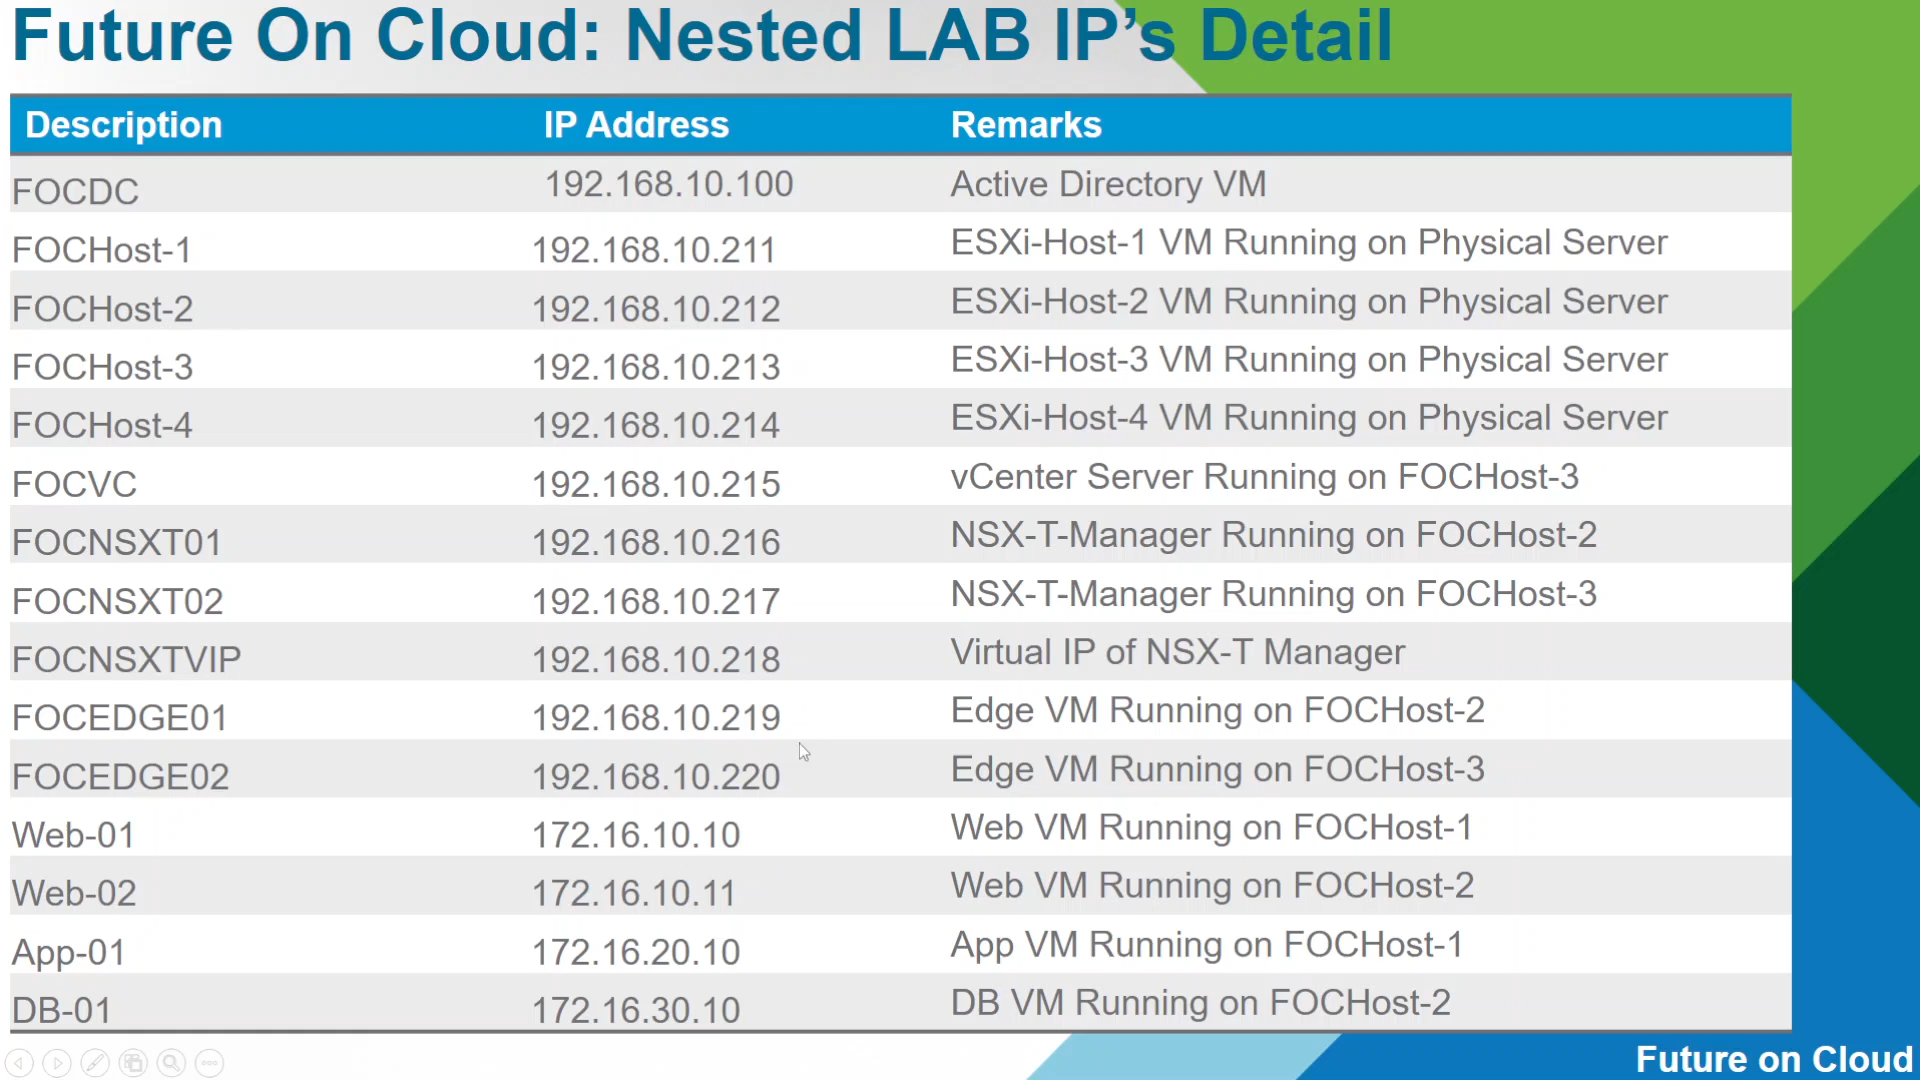 Future On Cloud: Nested LAB IP’s Detail
Description IP Address Remarks
FOCDC 192.168.10.100 Active Directory VM
FOCHost-1 192.168.10.211 ESXi-Host-1 VM Running on Physical Server
FOCHost-2 192.168.10.212 ESXi-Host-2 VM Running on Physical Server
FOCHost-3 192.168.10.213 ESXi-Host-3 VM Running on Physical Server
FOCHost-4 192.168.10.214 ESXi-Host-4 VM Running on Physical Server
FOCVC 192.168.10.215 vCenter Server Running on FOCHost-3
FOCNSXT01 192.168.10.216 NSX-T-Manager Running on FOCHost-2
FOCNSXT02 192.168.10.217 NSX-T-Manager Running on FOCHost-3
FOCNSXTVIP 192.168.10.218 Virtual IP of NSX-T Manager
FOCEDGE01 192.168.10.219 Edge VM Running on FOCHost-2
FOCEDGE02 192.168.10.220 Edge VM Running on FOCHost-3
Web-01 172.16.10.10 Web VM Running on FOCHost-1
Web-02 172.16.10.11 Web VM Running on FOCHost-2
App-01 172.16.20.10 App VM Running on FOCHost-1
DB-01 172.16.30.10 DB VM Running on FOCHost-2
Future on Cloud